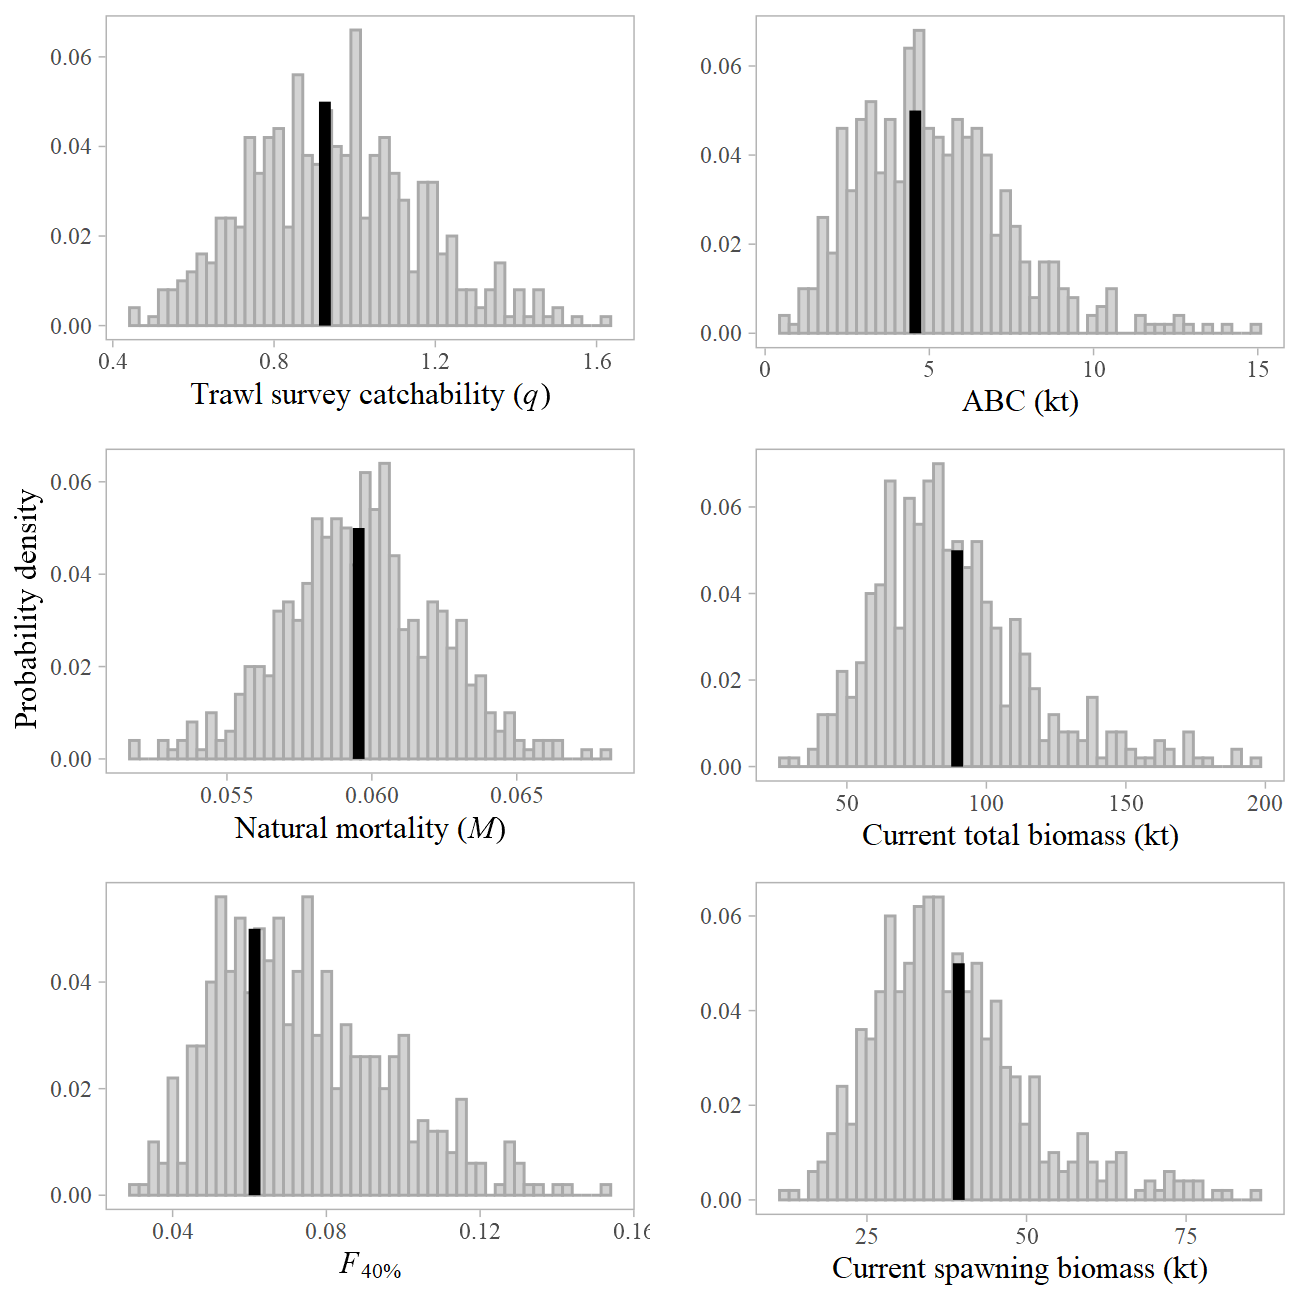 0.06
0.04
0.02
0.00
0.4 0.8 1.2 1.6
Trawl survey catchability (q)
0.06
0.04
0.02
0.00
0 5 10 15
ABC (kt)
Probability density
0.06
0.04
0.02
0.00
0.055 0.060 0.065
Natural mortality (M)
0.06
0.04
0.02
0.00
50 100 150 200
Current total biomass (kt)
0.04
0.02
0.00
0.04 0.08 0.12 0.16
F40%
0.06
0.04
0.02
0.00
25 50 75
Current spawning biomass (kt)